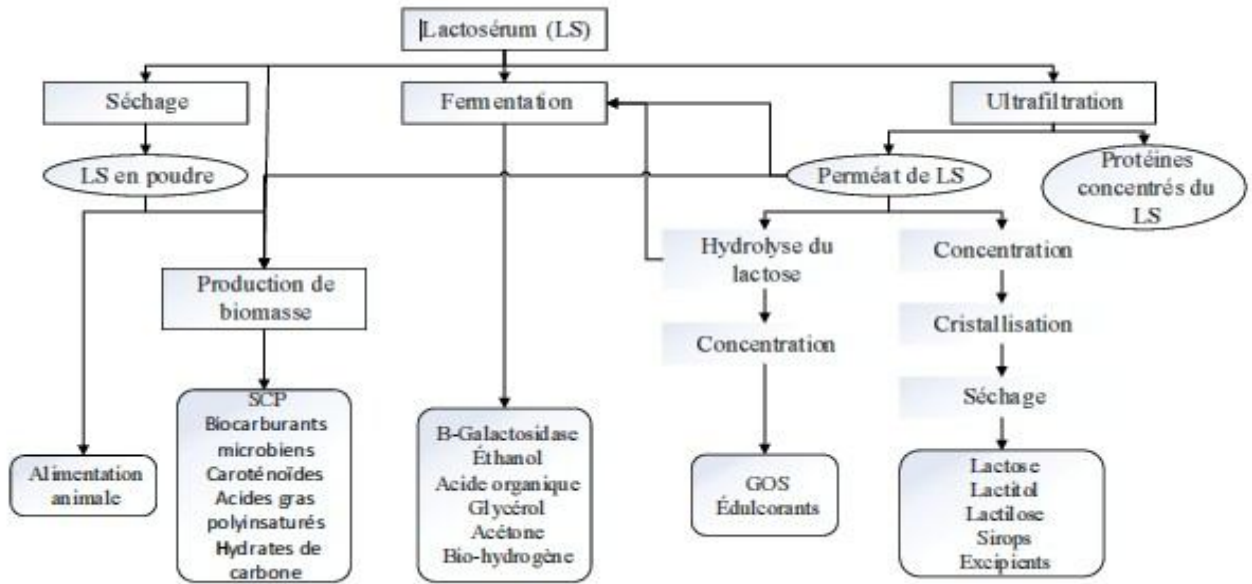 Lactosérum (LS)
Séchage
Fermentation
Ultrafiltration
LS en poudre
Perméat de LS
Protéines
concentrés du
LS
Hydrolyse du
lactose
Concentration
Production de
biomasse
Concentration
Cristallisation
Séchage
SCP
Biocarburants
microbiens
Caroténoïdes
Acides gras
polyinsaturés
Hydrates de
carbone
B-Galactosidase
Éthanol
Acide organique
Glycérol
Acétone
Bio-hydrogène
Alimentation
animale
GOS
Édulcorants
Lactose
Lactitol
Lactilose
Sirops
Excipients